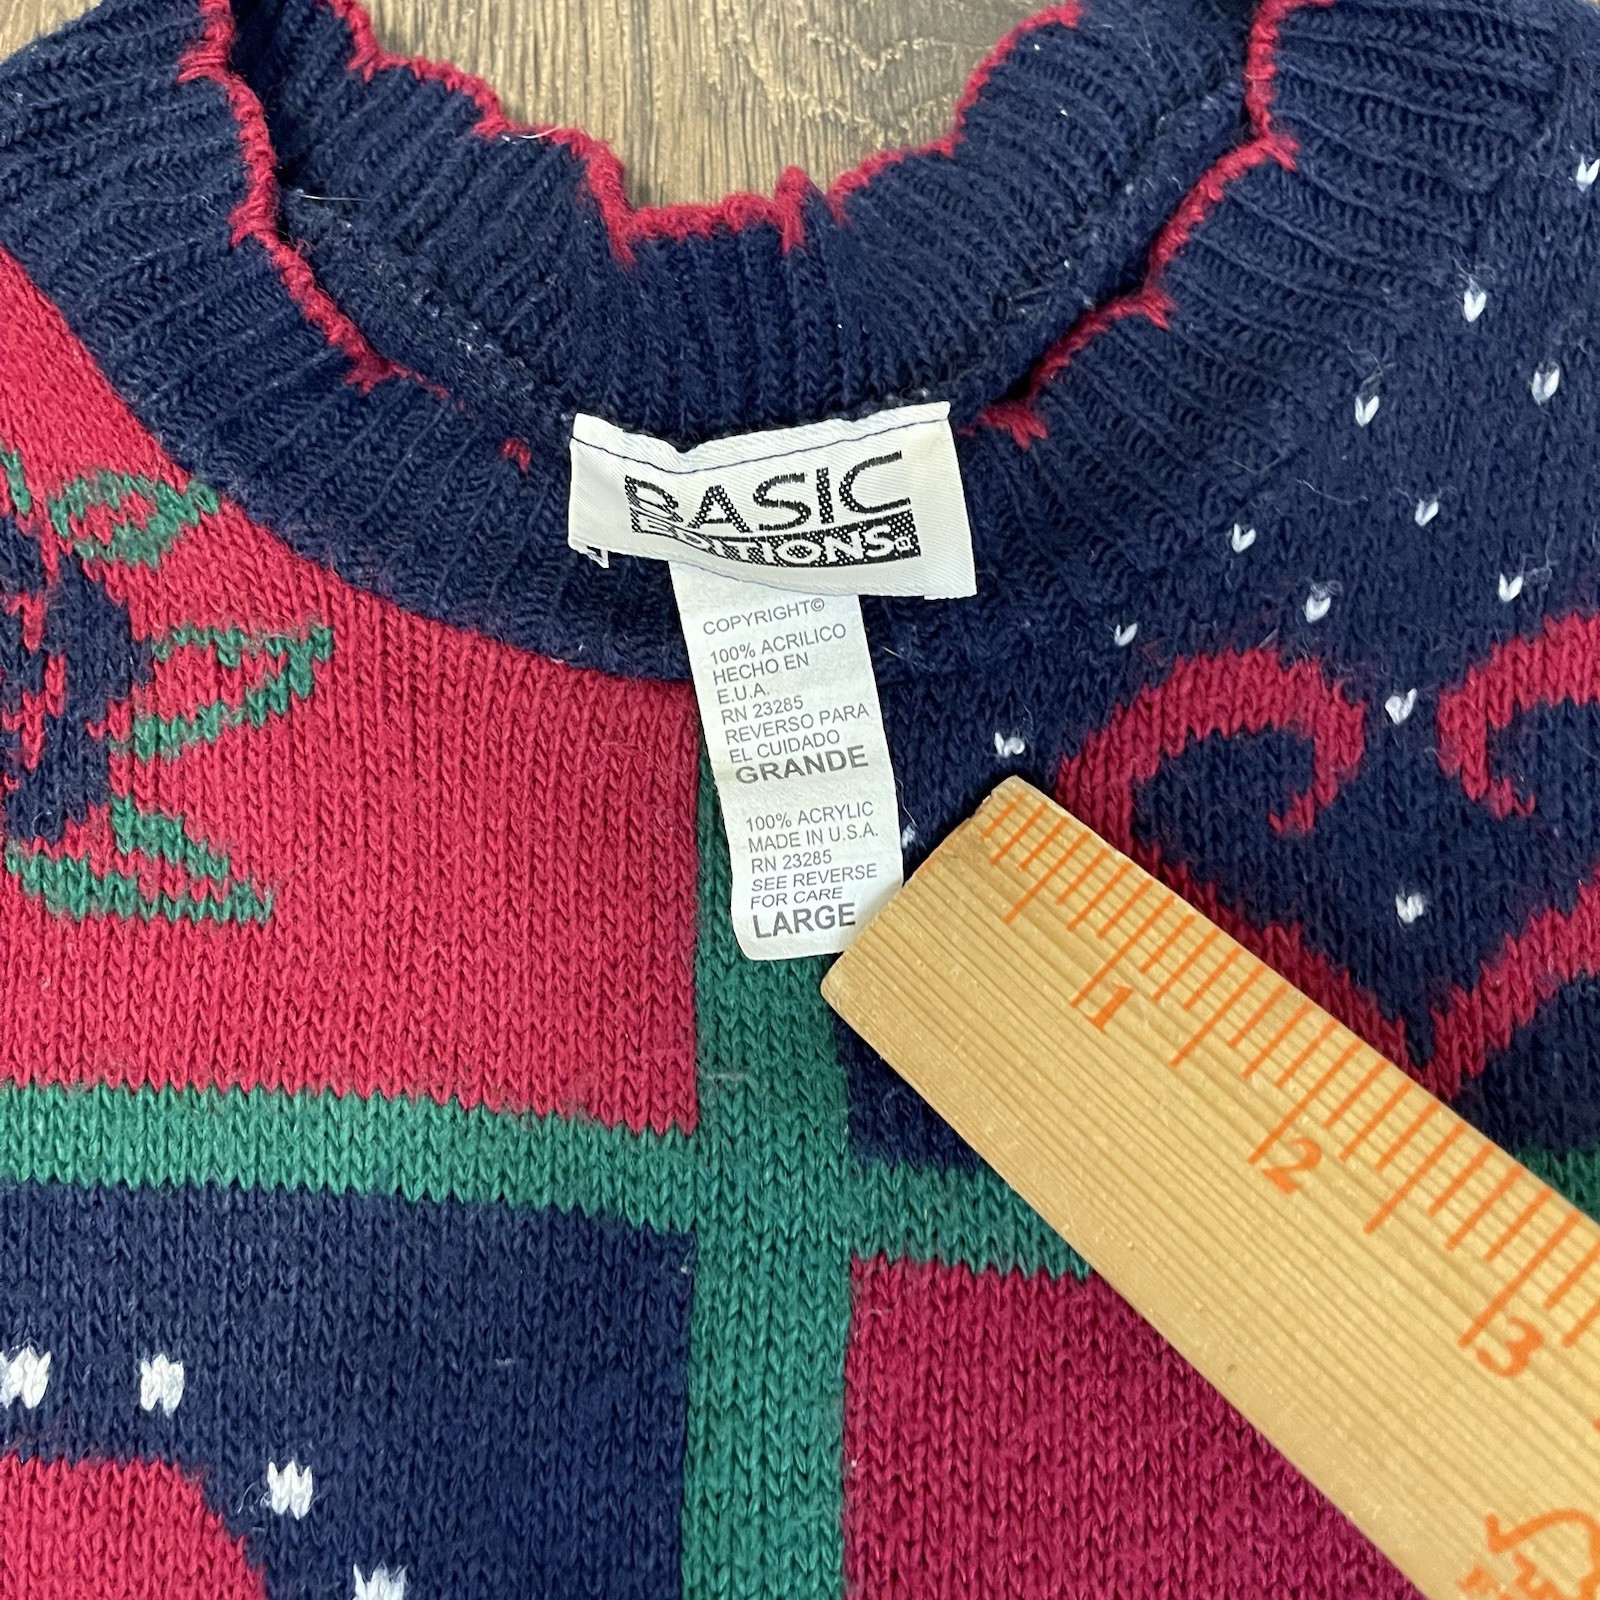 BASIC
EDITIONS®
COPYRIGHT©
100% ACRILICO
HECHO EN
E.U.A.
RN 23285
REVERSO PARA
EL CUIDADO
GRANDE
100% ACRYLIC
MADE IN U.S.A.
RN 23285
SEE REVERSE
FOR CARE
LARGE
1
2
3